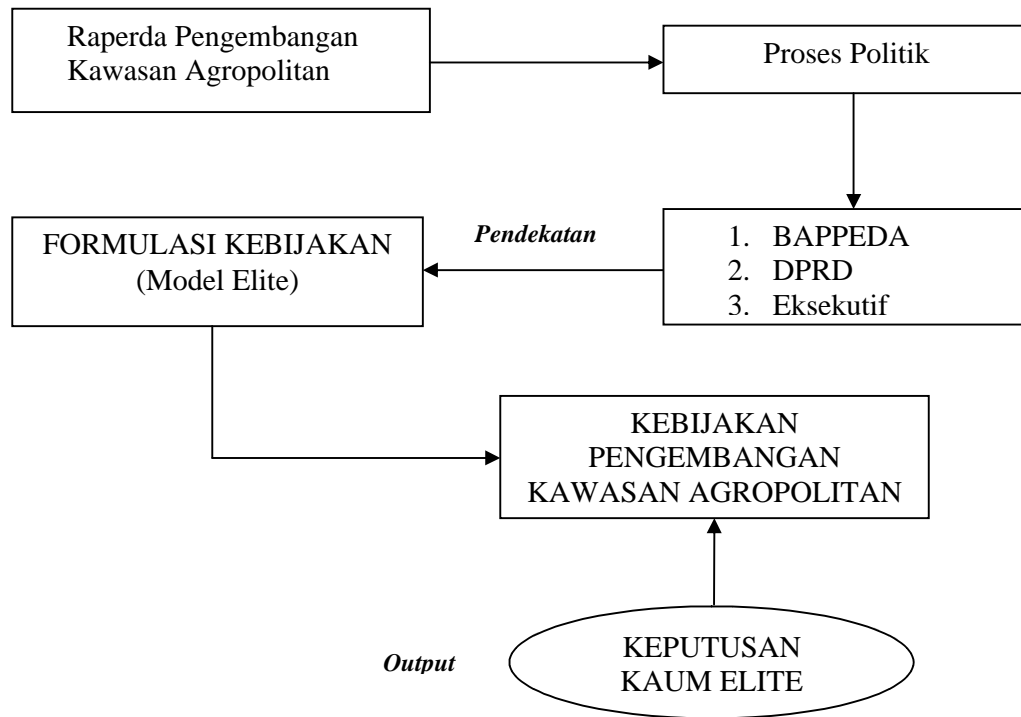 Raperda Pengembangan
Kawasan Agropolitan
Proses Politik
FORMULASI KEBIJAKAN
(Model Elite)
Pendekatan
1. BAPPEDA
2. DPRD
3. Eksekutif
KEBIJAKAN
PENGEMBANGAN
KAWASAN AGROPOLITAN
Output
KEPUTUSAN
KAUM ELITE